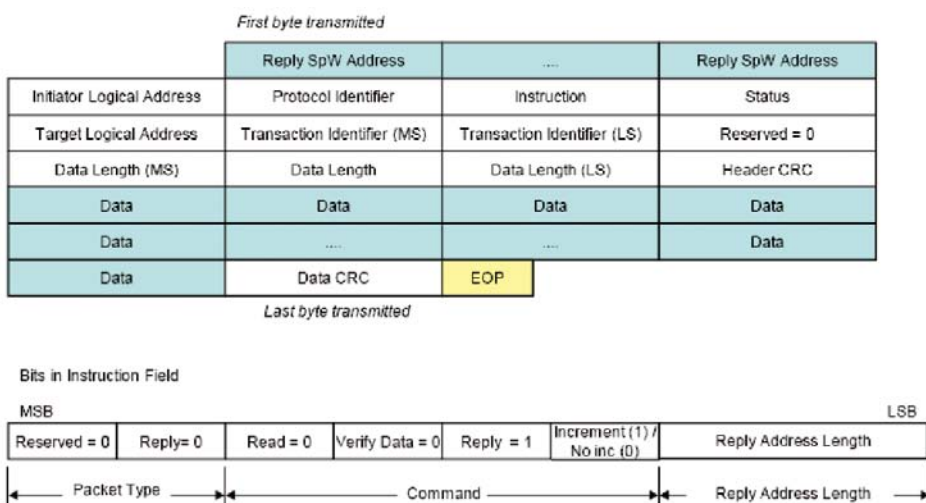 First byte transmitted
Reply SpW Address .... Reply SpW Address
Initiator Logical Address Protocol Identifier Instruction Status
Target Logical Address Transaction Identifier (MS) Transaction Identifier (LS) Reserved = 0
Data Length (MS) Data Length Data Length (LS) Header CRC
Data Data Data Data
Data .... .... Data
Data Data CRC EOP
Last byte transmitted
Bits in Instruction Field
MSB LSB
Reserved = 0 Reply= 0 Read = 0 Verify Data = 0 Reply = 1 Increment (1) / No inc (0) Reply Address Length
Packet Type Command Reply Address Length